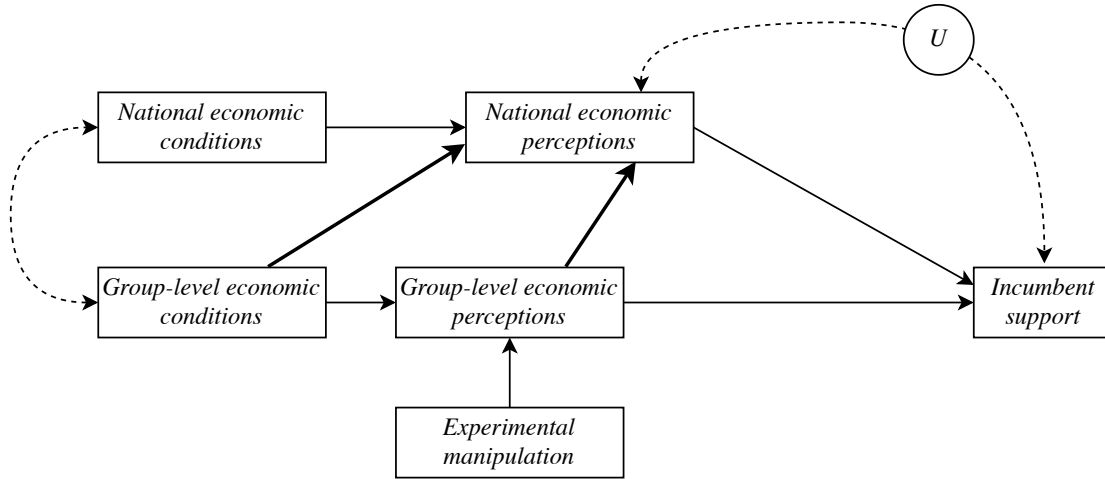 U
National economic
conditions
National economic
perceptions
Group-level economic
conditions
Group-level economic
perceptions
Incumbent
support
Experimental
manipulation